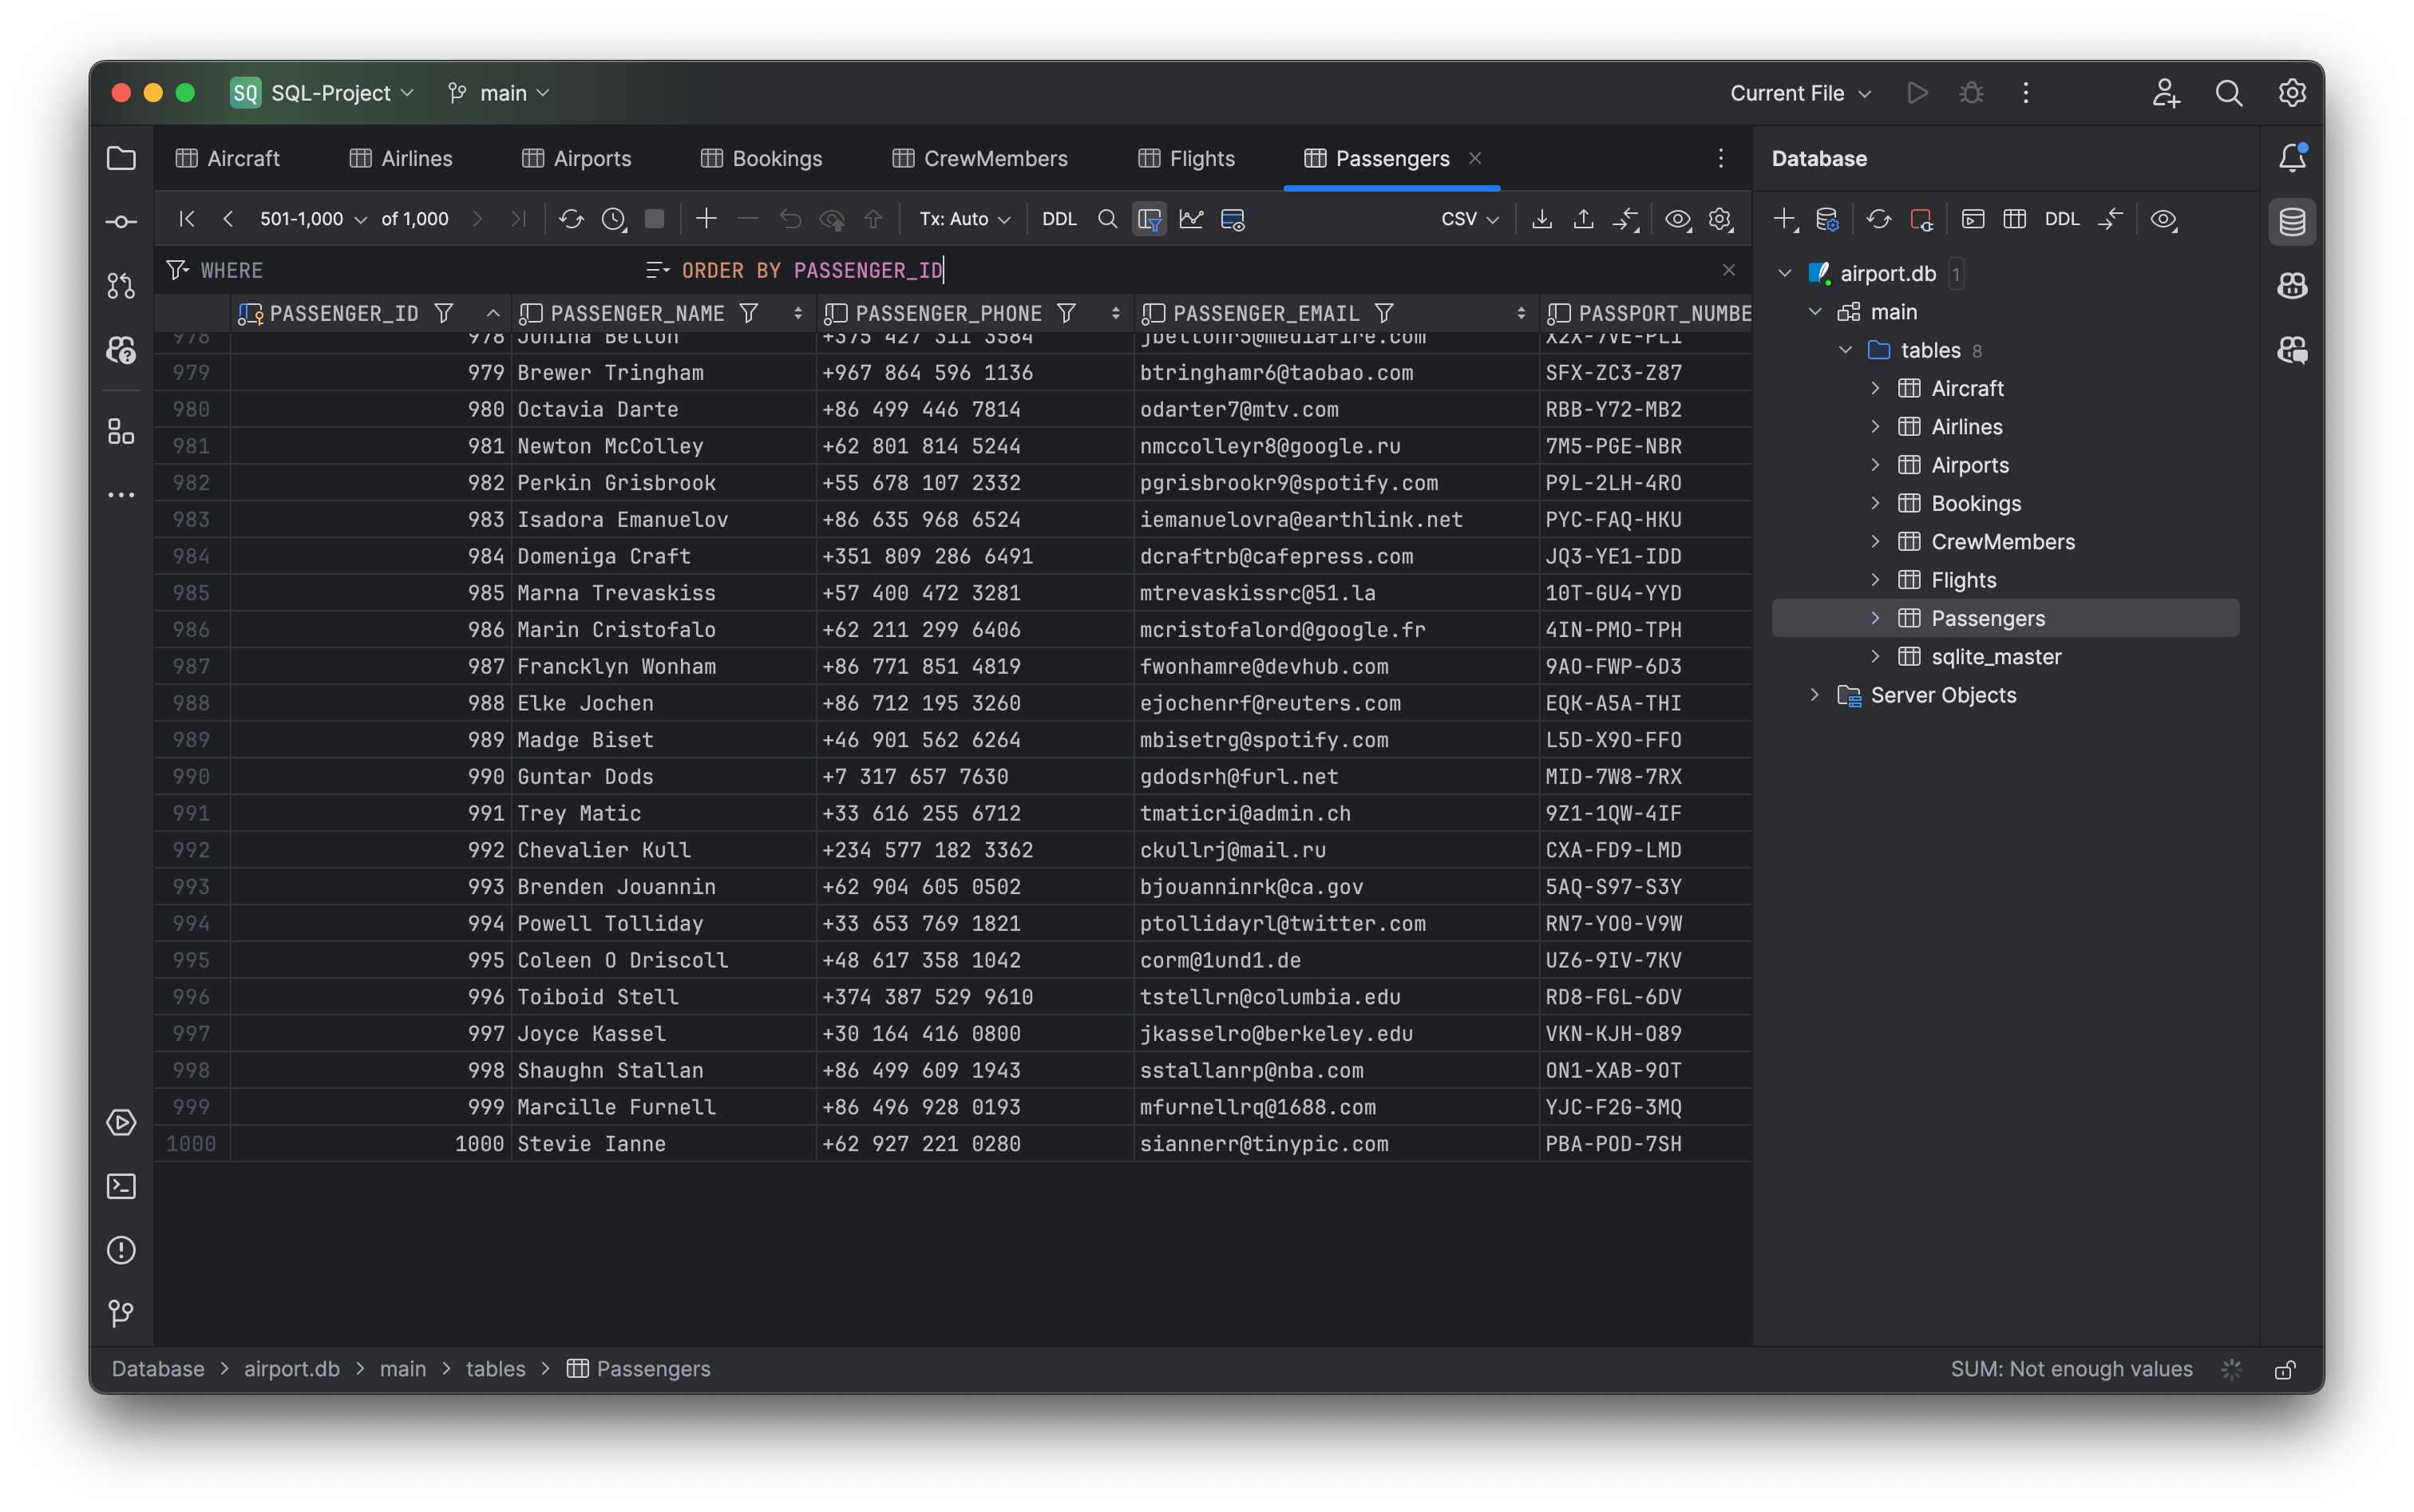 SQ SQL-Project main Current File
Aircraft Airlines Airports Bookings CrewMembers Flights Passengers Database
501-1,000 of 1,000 Tx: Auto DDL CSV DDL
WHERE ORDER BY PASSENGER_ID
airport.db 1
PASSENGER_ID PASSENGER_NAME PASSENGER_PHONE PASSENGER_EMAIL PASSPORT_NUMBE
main
978 978 Junina Betton +375 427 311 3584 jbettonr5@mediafire.com X2X-7VE-PLI
tables 8
979 979 Brewer Tringham +967 864 596 1136 btringhamr6@taobao.com SFX-ZC3-Z87
Aircraft
980 980 Octavia Darte +86 499 446 7814 odarter7@mtv.com RBB-Y72-MB2
Airlines
981 981 Newton McColley +62 801 814 5244 nmccolleyr8@google.ru 7M5-PGE-NBR
Airports
982 982 Perkin Grisbrook +55 678 107 2332 pgrisbrookr9@spotify.com P9L-2LH-4RO
Bookings
983 983 Isadora Emanuelov +86 635 968 6524 iemanuelovra@earthlink.net PYC-FAQ-HKU
CrewMembers
984 984 Domeniga Craft +351 809 286 6491 dcraftrb@cafepress.com JQ3-YE1-IDD
Flights
985 985 Marna Trevaskiss +57 400 472 3281 mtrevaskissrc@51.la 10T-GU4-YYD
Passengers
986 986 Marin Cristofalo +62 211 299 6406 mcristofalord@google.fr 4IN-PMO-TPH
sqlite_master
987 987 Francklyn Wonham +86 771 851 4819 fwonhamre@devhub.com 9AO-FWP-6D3
Server Objects
988 988 Elke Jochen +86 712 195 3260 ejochenrf@reuters.com EQK-A5A-THI
989 989 Madge Biset +46 901 562 6264 mbisetrg@spotify.com L5D-X9O-FFO
990 990 Guntar Dods +7 317 657 7630 gdodsrh@furl.net MID-7W8-7RX
991 991 Trey Matic +33 616 255 6712 tmaticri@admin.ch 9Z1-1QW-4IF
992 992 Chevalier Kull +234 577 182 3362 ckullrj@mail.ru CXA-FD9-LMD
993 993 Brenden Jouannin +62 904 605 0502 bjouanninrk@ca.gov 5AQ-S97-S3Y
994 994 Powell Tolliday +33 653 769 1821 ptollidayrl@twitter.com RN7-YO0-V9W
995 995 Coleen O Driscoll +48 617 358 1042 corm@1und1.de UZ6-9IV-7KV
996 996 Toiboid Stell +374 387 529 9610 tstellrn@columbia.edu RD8-FGL-6DV
997 997 Joyce Kassel +30 164 416 0800 jkasselro@berkeley.edu VKN-KJH-O89
998 998 Shaughn Stallan +86 499 609 1943 sstallanrp@nba.com ON1-XAB-9OT
999 999 Marcille Furnell +86 496 928 0193 mfurnellrq@1688.com YJC-F2G-3MQ
1000 1000 Stevie Ianne +62 927 221 0280 siannerr@tinypic.com PBA-POD-7SH
Database > airport.db > main > tables > Passengers SUM: Not enough values